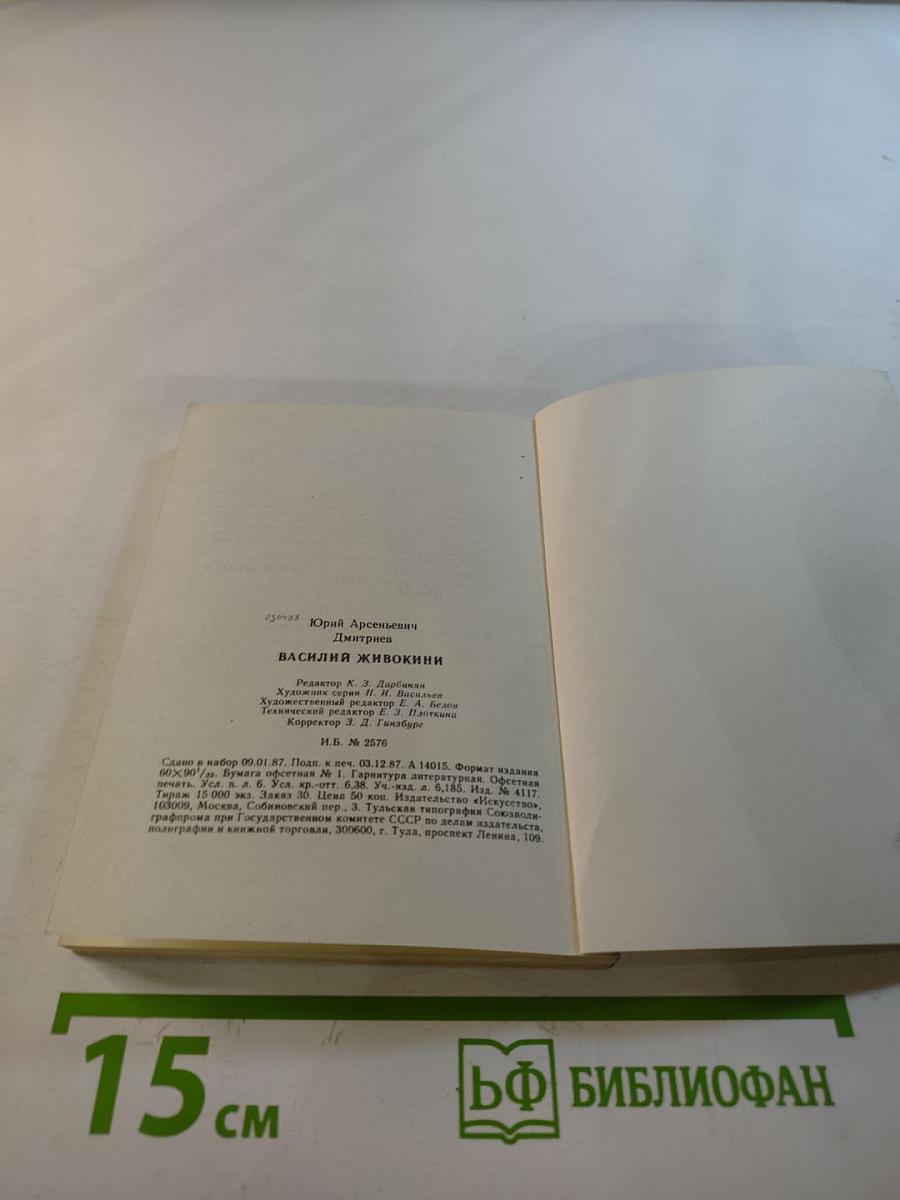 050433
Юрий Арсеньевич
Дмитриев
ВАСИЛИЙ ЖИВОКИНИ
Редактор К. З. Дарбинян
Художник серии Н. И. Васильев
Художественный редактор Е. А. Белов
Технический редактор Е. З. Плоткина
Корректор З. Д. Гинзбург
И.Б. № 2576
Сдано в набор 09.01.87. Подп. к печ. 03.12.87. А 14015. Формат издания
60×90¹/₃₂. Бумага офсетная № 1. Гарнитура литературная. Офсетная
печать. Усл. п. л. 6. Усл. кр.-отт. 6,38. Уч.-изд. л. 6,185. Изд. № 4117.
Тираж 15 000 экз. Заказ 30. Цена 50 коп. Издательство «Искусство»,
103009, Москва, Собиновский пер., 3. Тульская типография Союзполи-
графпрома при Государственном комитете СССР по делам издательств,
полиграфии и книжной торговли, 300600, г. Тула, проспект Ленина, 109.
15 см
ЬФ БИБЛИОФАН